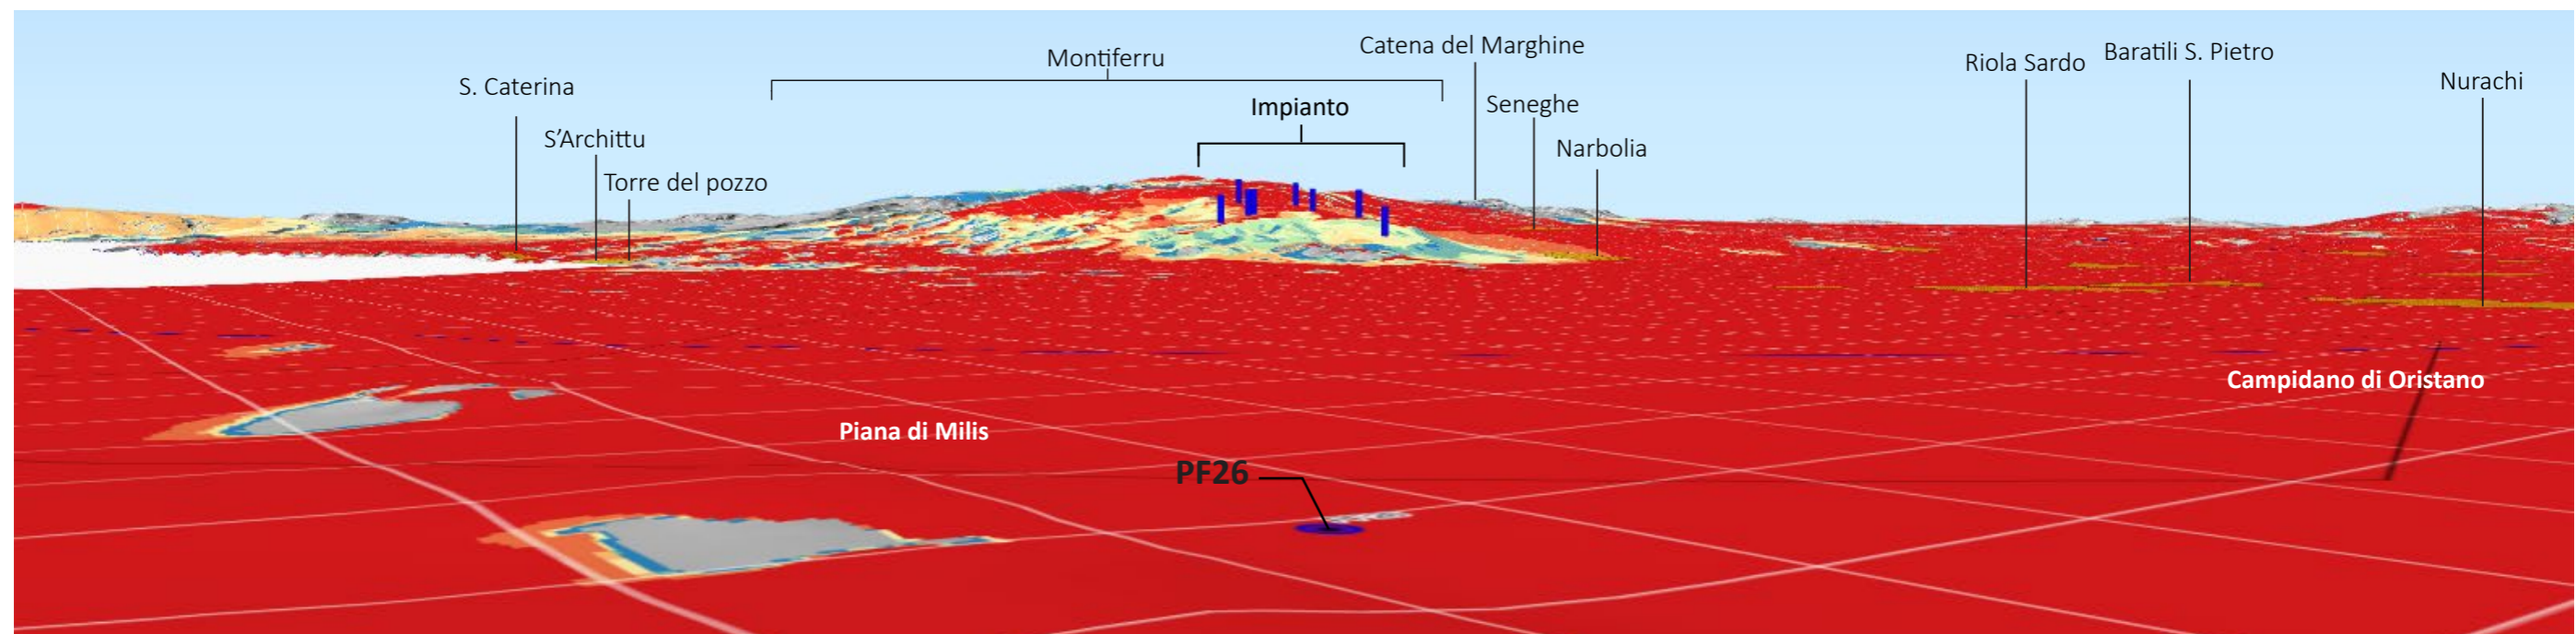 Catena del Marghine
Baratili S. Pietro
Montiferru
Riola Sardo
Nurachi
S. Caterina
Seneghe
Impianto
S'Archittu
Narbolia
Torre del pozzo
Campidano di Oristano
Piana di Milis
PF26